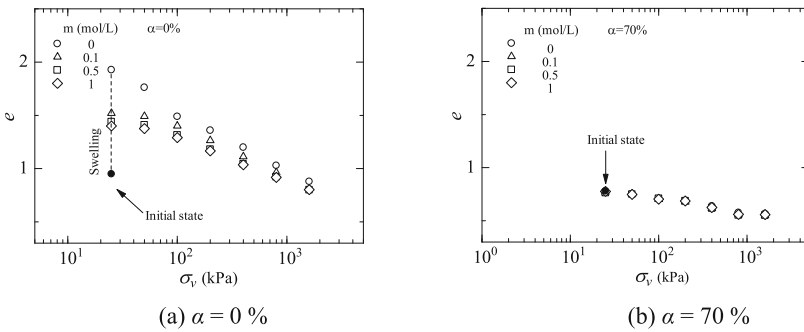 m (mol/L) α=0%
0
0.1
0.5
1
e
2
1
Swelling
Initial state
10¹ 10² 10³
σᵥ (kPa)
(a) α = 0 %
m (mol/L) α=70%
0
0.1
0.5
1
e
2
1
Initial state
10⁰ 10¹ 10² 10³
σᵥ (kPa)
(b) α = 70 %